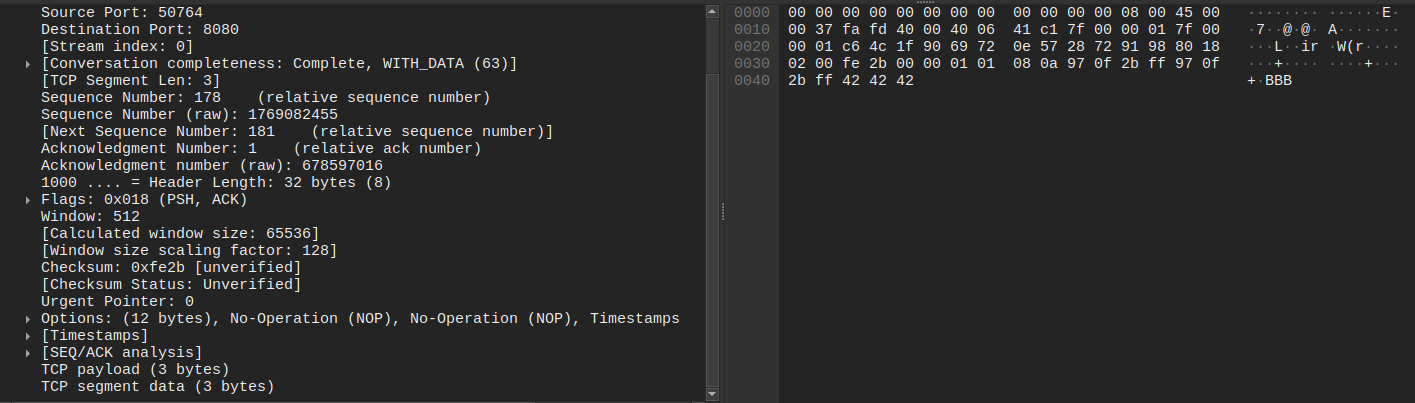 Source Port: 50764
Destination Port: 8080
[Stream index: 0]
[Conversation completeness: Complete, WITH_DATA (63)]
[TCP Segment Len: 3]
Sequence Number: 178    (relative sequence number)
Sequence Number (raw): 1769082455
[Next Sequence Number: 181    (relative sequence number)]
Acknowledgment Number: 1    (relative ack number)
Acknowledgment number (raw): 678597016
1000 .... = Header Length: 32 bytes (8)
Flags: 0x018 (PSH, ACK)
Window: 512
[Calculated window size: 65536]
[Window size scaling factor: 128]
Checksum: 0xfe2b [unverified]
[Checksum Status: Unverified]
Urgent Pointer: 0
Options: (12 bytes), No-Operation (NOP), No-Operation (NOP), Timestamps
[Timestamps]
[SEQ/ACK analysis]
TCP payload (3 bytes)
TCP segment data (3 bytes)
0000  00 00 00 00 00 00 00 00  00 00 00 00 08 00 45 00  ········ ······E·
0010  00 37 fa fd 40 00 40 06  41 c1 7f 00 00 01 7f 00  ·7··@·@· A·······
0020  00 01 c6 4c 1f 90 69 72  0e 57 28 72 91 98 80 18  ···L··ir ·W(r····
0030  02 00 fe 2b 00 00 01 01  08 0a 97 0f 2b ff 97 0f  ···+···· ····+···
0040  2b ff 42 42 42  +·BBB